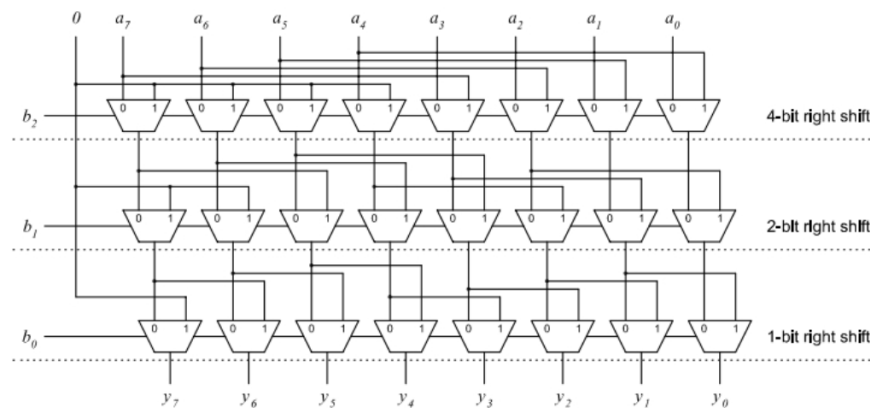 0 a7 a6 a5 a4 a3 a2 a1 a0
0 1 0 1 0 1 0 1 0 1 0 1 0 1 0 1
b2 4-bit right shift
0 1 0 1 0 1 0 1 0 1 0 1 0 1 0 1
b1 2-bit right shift
0 1 0 1 0 1 0 1 0 1 0 1 0 1 0 1
b0 1-bit right shift
y7 y6 y5 y4 y3 y2 y1 y0